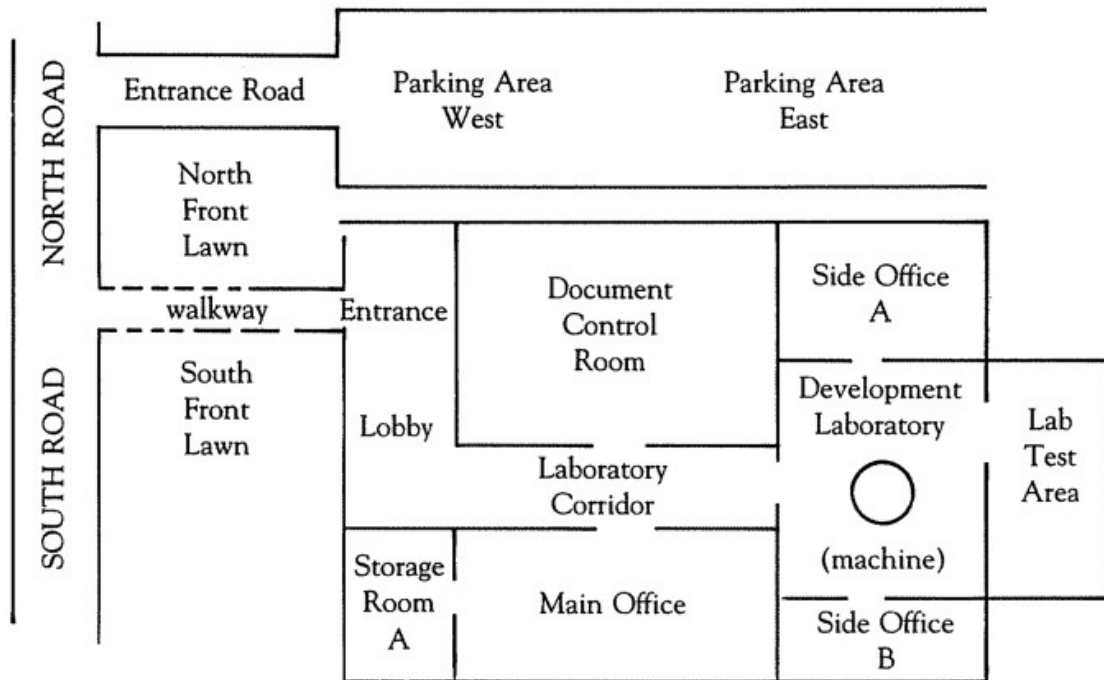 NORTH ROAD
SOUTH ROAD
Entrance Road
Parking Area
West
Parking Area
East
North
Front
Lawn
walkway
South
Front
Lawn
Entrance
Lobby
Document
Control
Room
Laboratory
Corridor
Storage
Room
A
Main Office
Side Office
A
Development
Laboratory
(machine)
Side Office
B
Lab
Test
Area